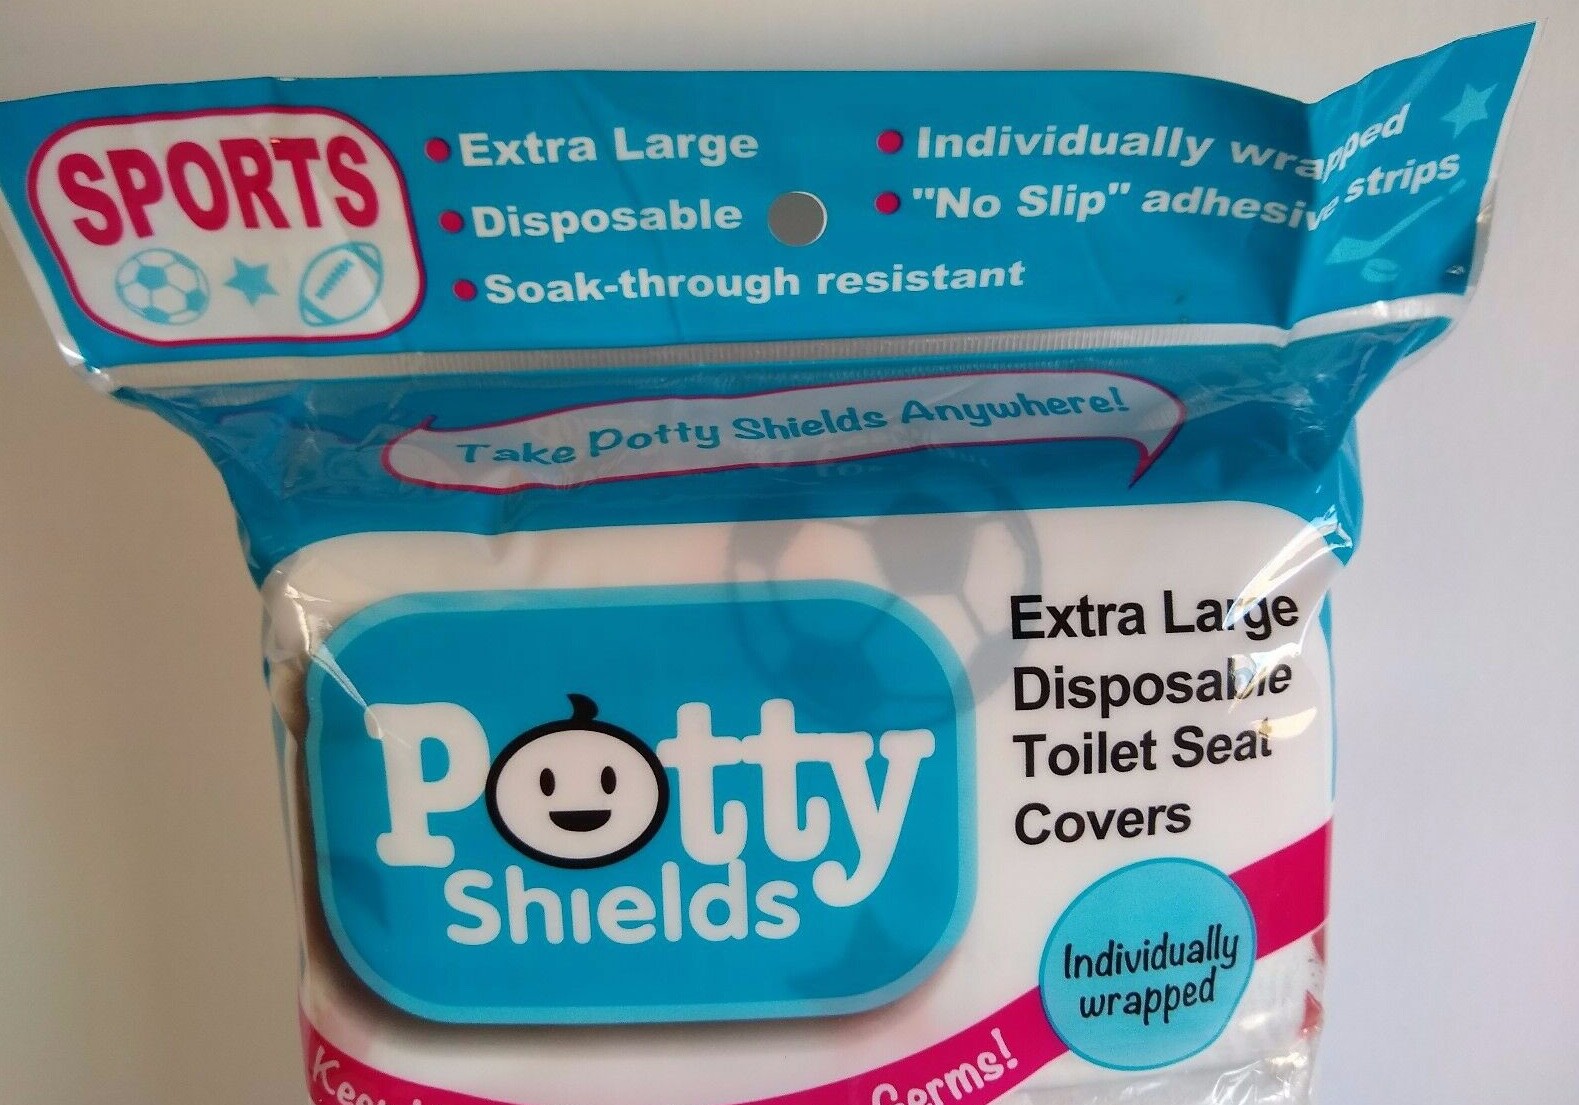 SPORTS
Extra Large
Disposable
Soak-through resistant
Individually wrapped
"No Slip" adhesive strips
Take Potty Shields Anywhere!
Potty
Shields
Extra Large
Disposable
Toilet Seat
Covers
Individually
wrapped
Germs!